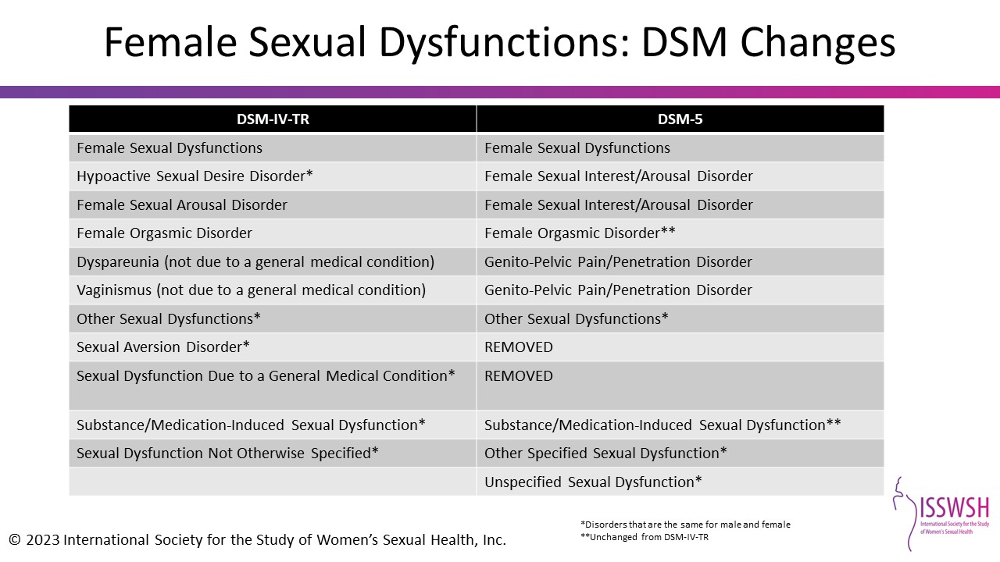 Female Sexual Dysfunctions: DSM Changes
DSM-IV-TR DSM-5
Female Sexual Dysfunctions Female Sexual Dysfunctions
Hypoactive Sexual Desire Disorder* Female Sexual Interest/Arousal Disorder
Female Sexual Arousal Disorder Female Sexual Interest/Arousal Disorder
Female Orgasmic Disorder Female Orgasmic Disorder**
Dyspareunia (not due to a general medical condition) Genito-Pelvic Pain/Penetration Disorder
Vaginismus (not due to a general medical condition) Genito-Pelvic Pain/Penetration Disorder
Other Sexual Dysfunctions* Other Sexual Dysfunctions*
Sexual Aversion Disorder* REMOVED
Sexual Dysfunction Due to a General Medical Condition* REMOVED
Substance/Medication-Induced Sexual Dysfunction* Substance/Medication-Induced Sexual Dysfunction**
Sexual Dysfunction Not Otherwise Specified* Other Specified Sexual Dysfunction*
Unspecified Sexual Dysfunction*
*Disorders that are the same for male and female
**Unchanged from DSM-IV-TR
© 2023 International Society for the Study of Women’s Sexual Health, Inc.
ISSWSH
International Society for the Study
of Women's Sexual Health